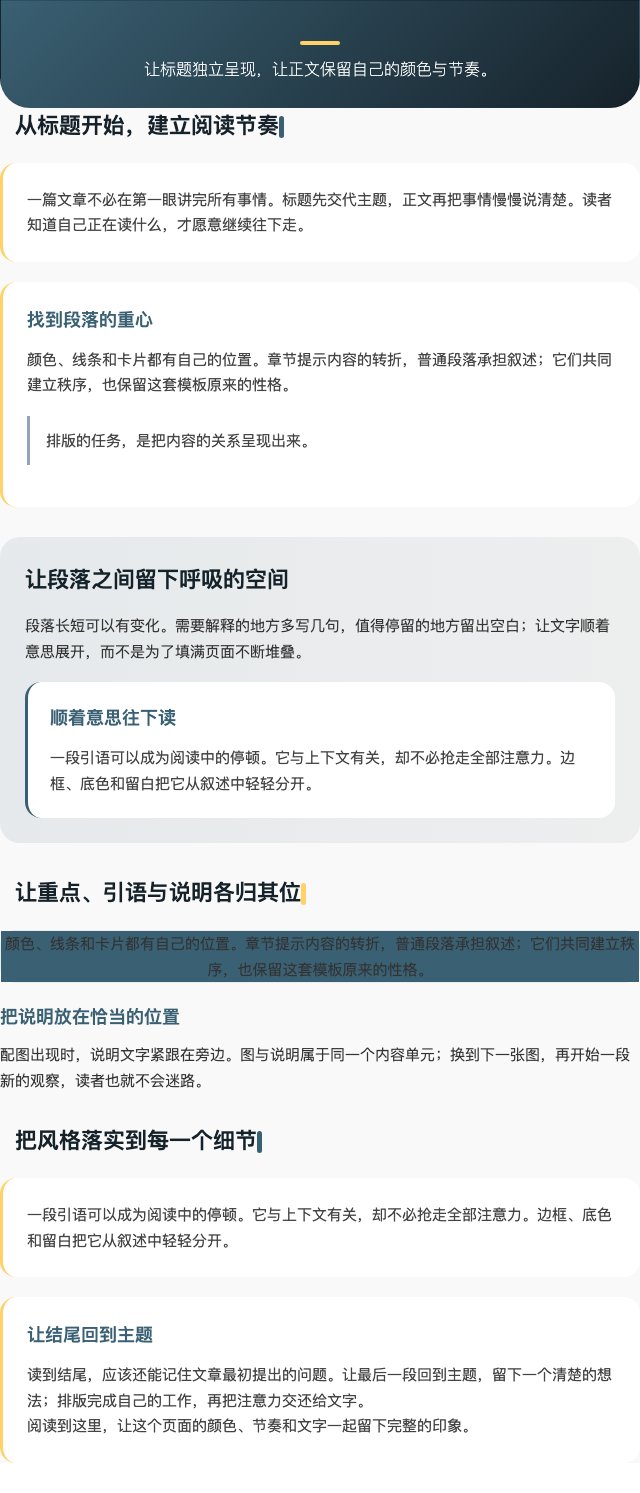 让标题独立呈现，让正文保留自己的颜色与节奏。
从标题开始，建立阅读节奏
一篇文章不必在第一眼讲完所有事情。标题先交代主题，正文再把事情慢慢说清楚。读者
知道自己正在读什么，才愿意继续往下走。
找到段落的重心
颜色、线条和卡片都有自己的位置。章节提示内容的转折，普通段落承担叙述；它们共同
建立秩序，也保留这套模板原来的性格。
排版的任务，是把内容的关系呈现出来。
让段落之间留下呼吸的空间
段落长短可以有变化。需要解释的地方多写几句，值得停留的地方留出空白；让文字顺着
意思展开，而不是为了填满页面不断堆叠。
顺着意思往下读
一段引语可以成为阅读中的停顿。它与上下文有关，却不必抢走全部注意力。边
框、底色和留白把它从叙述中轻轻分开。
让重点、引语与说明各归其位
颜色、线条和卡片都有自己的位置。章节提示内容的转折，普通段落承担叙述；它们共同建立秩
序，也保留这套模板原来的性格。
把说明放在恰当的位置
配图出现时，说明文字紧跟在旁边。图与说明属于同一个内容单元；换到下一张图，再开始一段
新的观察，读者也就不会迷路。
把风格落实到每一个细节
一段引语可以成为阅读中的停顿。它与上下文有关，却不必抢走全部注意力。边框、底色
和留白把它从叙述中轻轻分开。
让结尾回到主题
读到结尾，应该还能记住文章最初提出的问题。让最后一段回到主题，留下一个清楚的想
法；排版完成自己的工作，再把注意力交还给文字。
阅读到这里，让这个页面的颜色、节奏和文字一起留下完整的印象。